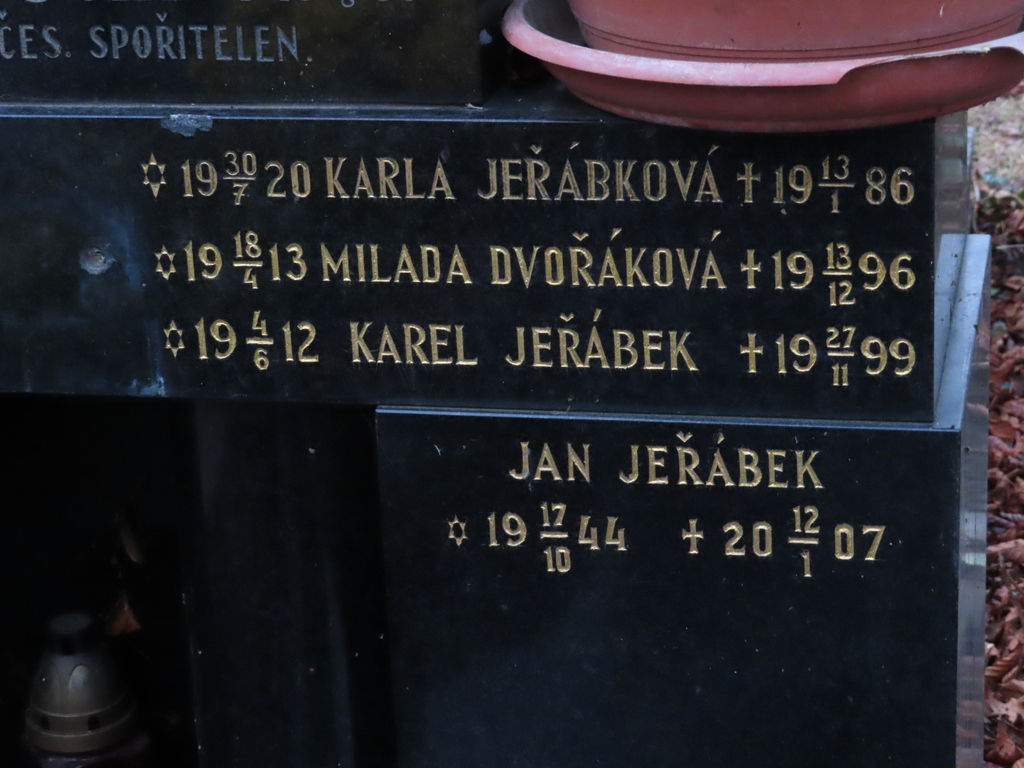 ČES. SPOŘITELEN.
✡ 19 30/7 20 KARLA JEŘÁBKOVÁ ✝ 19 13/1 86
✡ 19 18/4 13 MILADA DVOŘÁKOVÁ ✝ 19 13/12 96
✡ 19 4/6 12 KAREL JEŘÁBEK ✝ 19 27/11 99
JAN JEŘÁBEK
✡ 19 17/10 44 ✝ 20 12/1 07